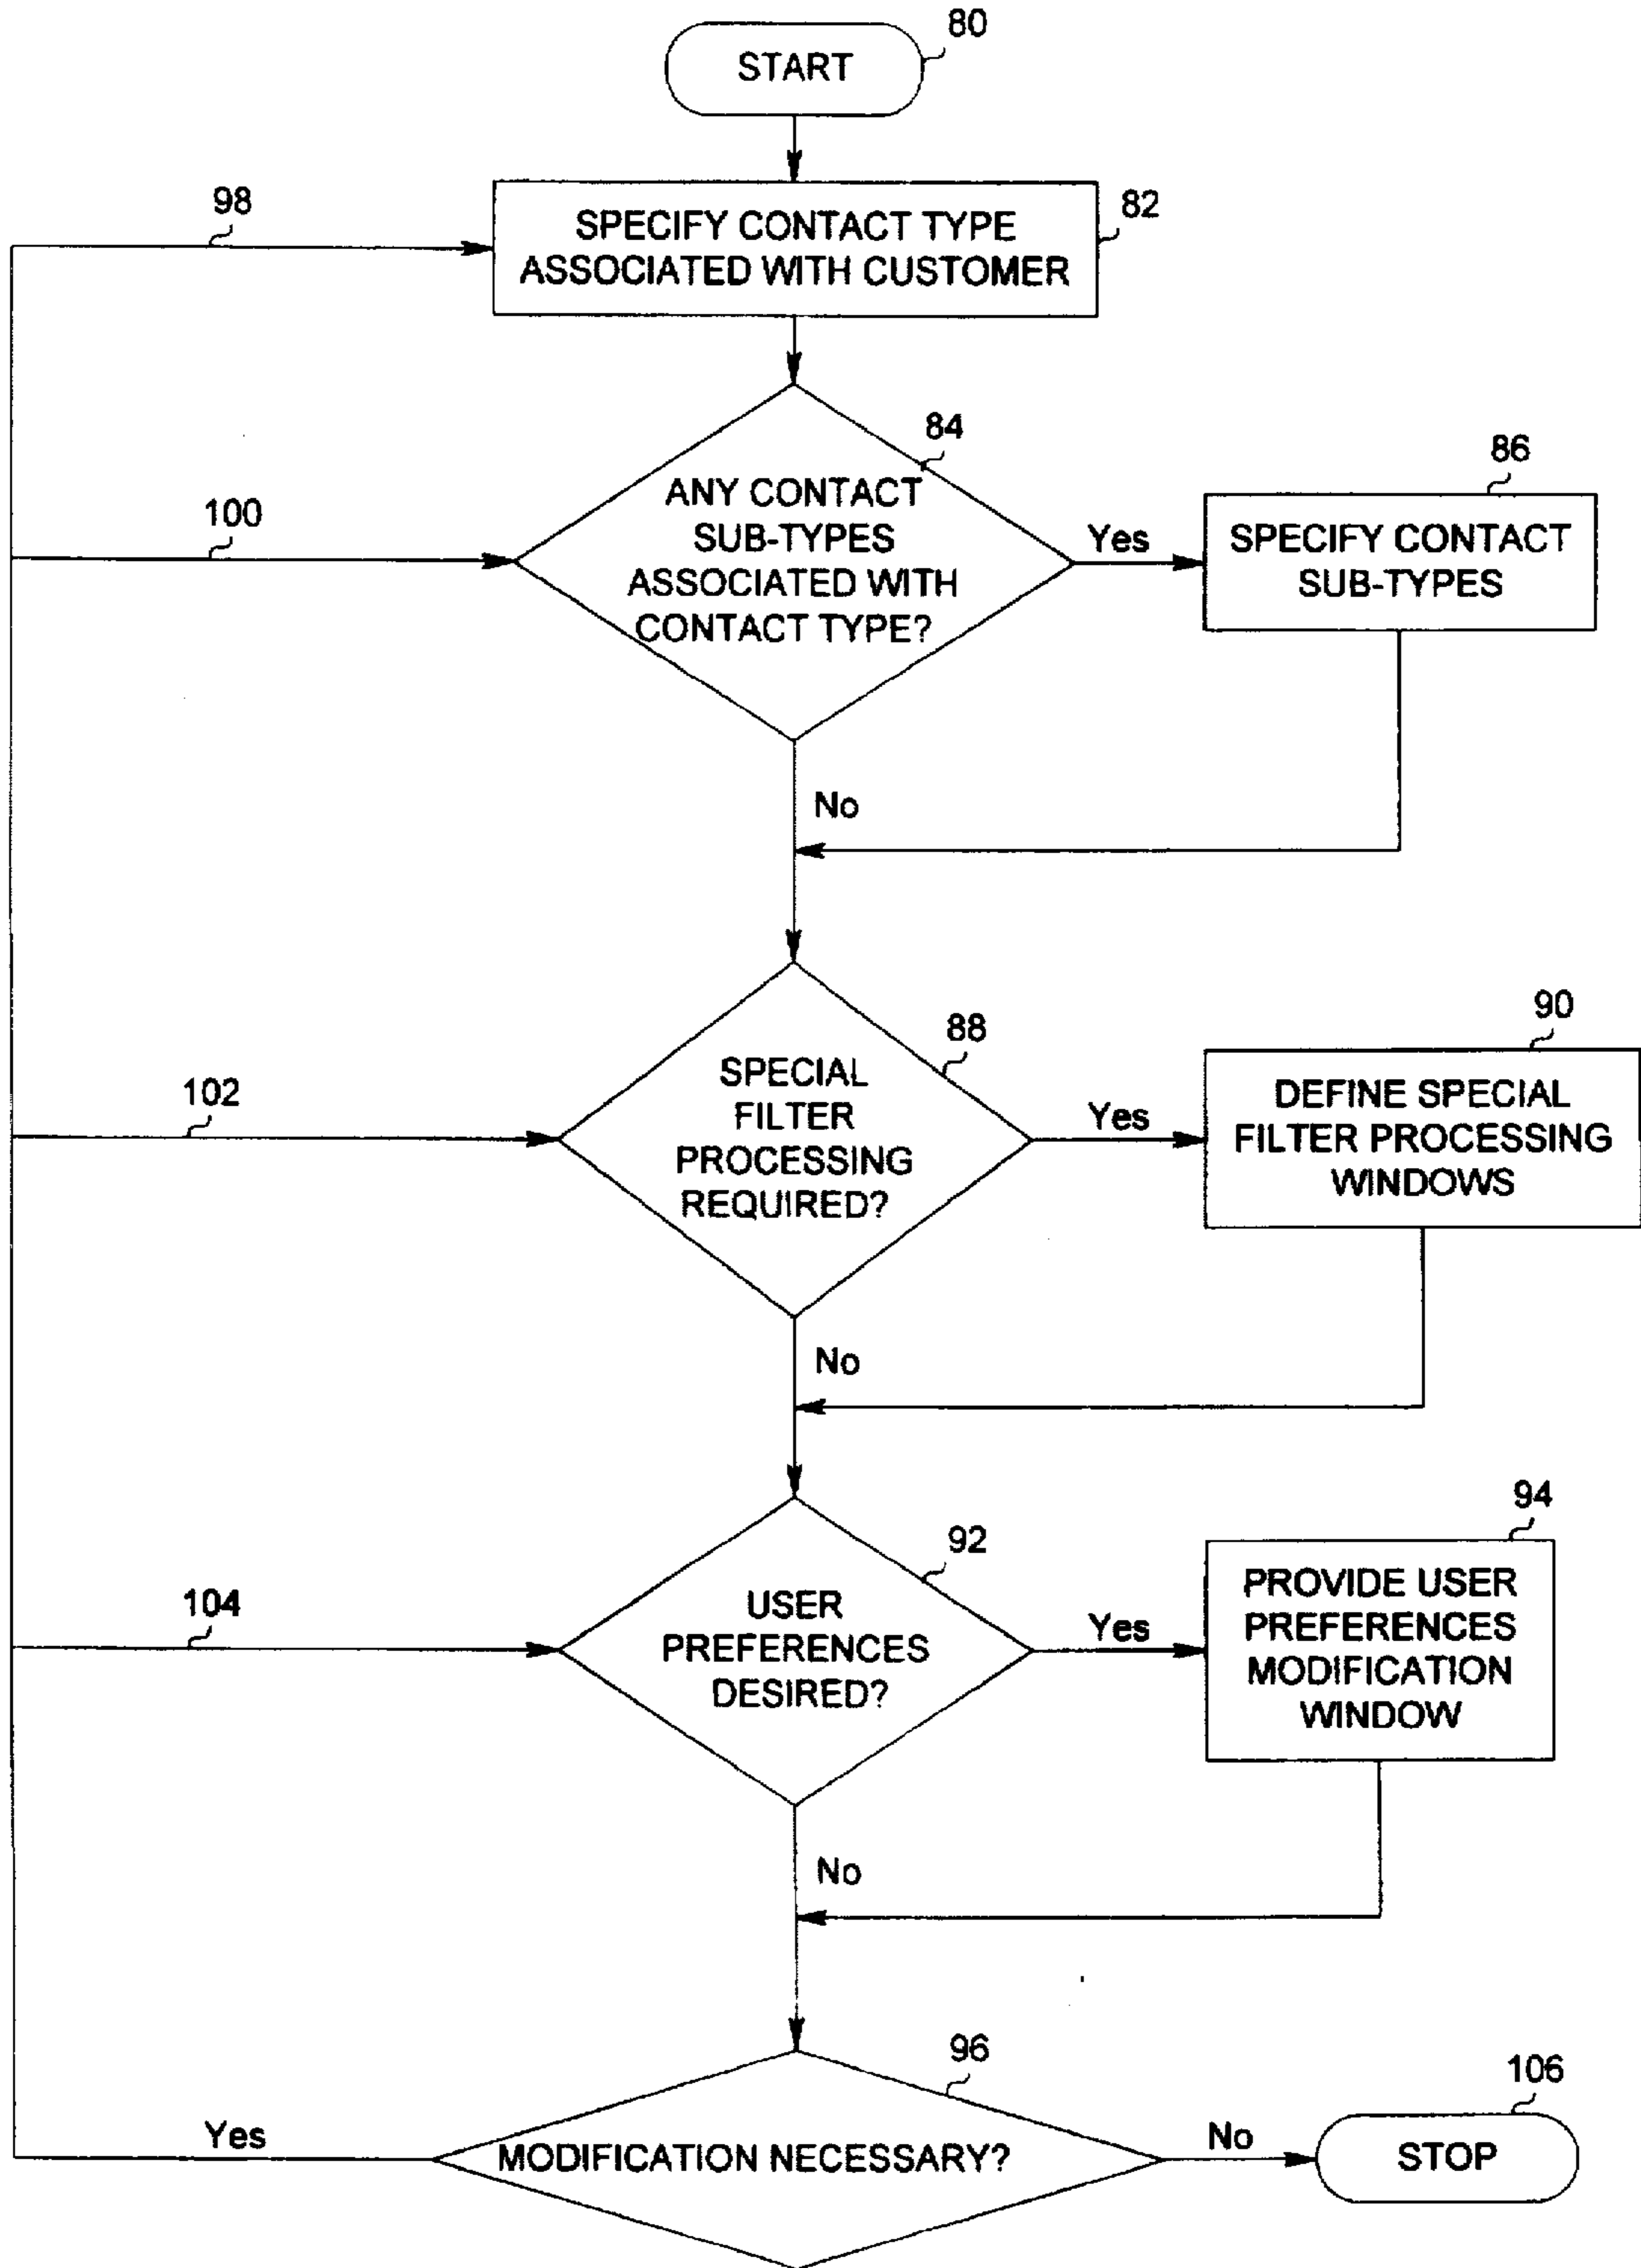 80
START
98
82
SPECIFY CONTACT TYPE
ASSOCIATED WITH CUSTOMER
84
86
100
ANY CONTACT
SUB-TYPES
ASSOCIATED WITH
CONTACT TYPE?
Yes
SPECIFY CONTACT
SUB-TYPES
No
88
90
102
SPECIAL
FILTER
PROCESSING
REQUIRED?
Yes
DEFINE SPECIAL
FILTER PROCESSING
WINDOWS
No
92
94
104
USER
PREFERENCES
DESIRED?
Yes
PROVIDE USER
PREFERENCES
MODIFICATION
WINDOW
No
96
106
Yes
MODIFICATION NECESSARY?
No
STOP